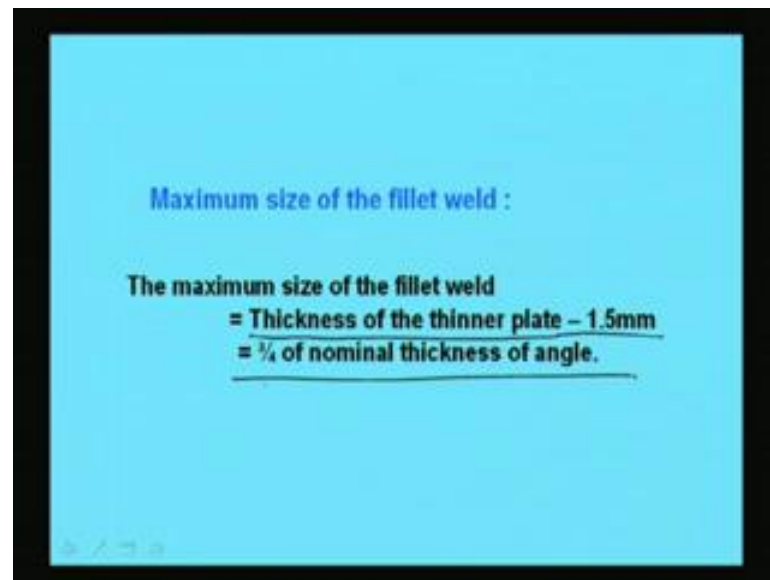 Maximum size of the fillet weld :
The maximum size of the fillet weld
= Thickness of the thinner plate – 1.5mm
= ¾ of nominal thickness of angle.